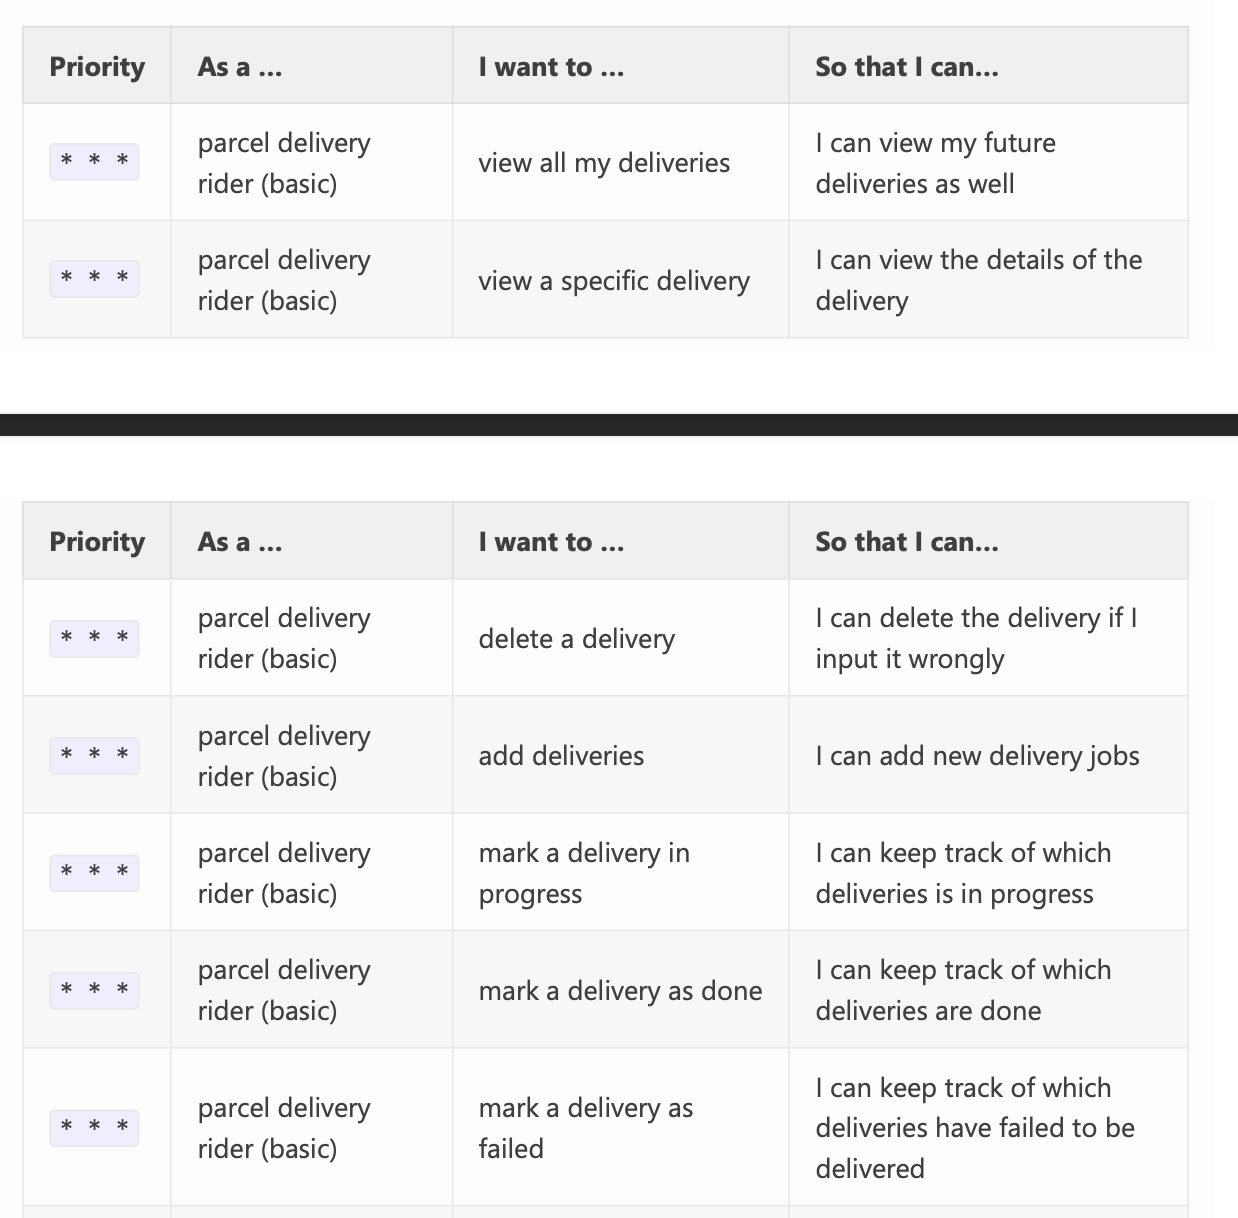 Priority As a … I want to … So that I can…
* * * parcel delivery rider (basic) view all my deliveries I can view my future deliveries as well
* * * parcel delivery rider (basic) view a specific delivery I can view the details of the delivery
Priority As a … I want to … So that I can…
* * * parcel delivery rider (basic) delete a delivery I can delete the delivery if I input it wrongly
* * * parcel delivery rider (basic) add deliveries I can add new delivery jobs
* * * parcel delivery rider (basic) mark a delivery in progress I can keep track of which deliveries is in progress
* * * parcel delivery rider (basic) mark a delivery as done I can keep track of which deliveries are done
* * * parcel delivery rider (basic) mark a delivery as failed I can keep track of which deliveries have failed to be delivered